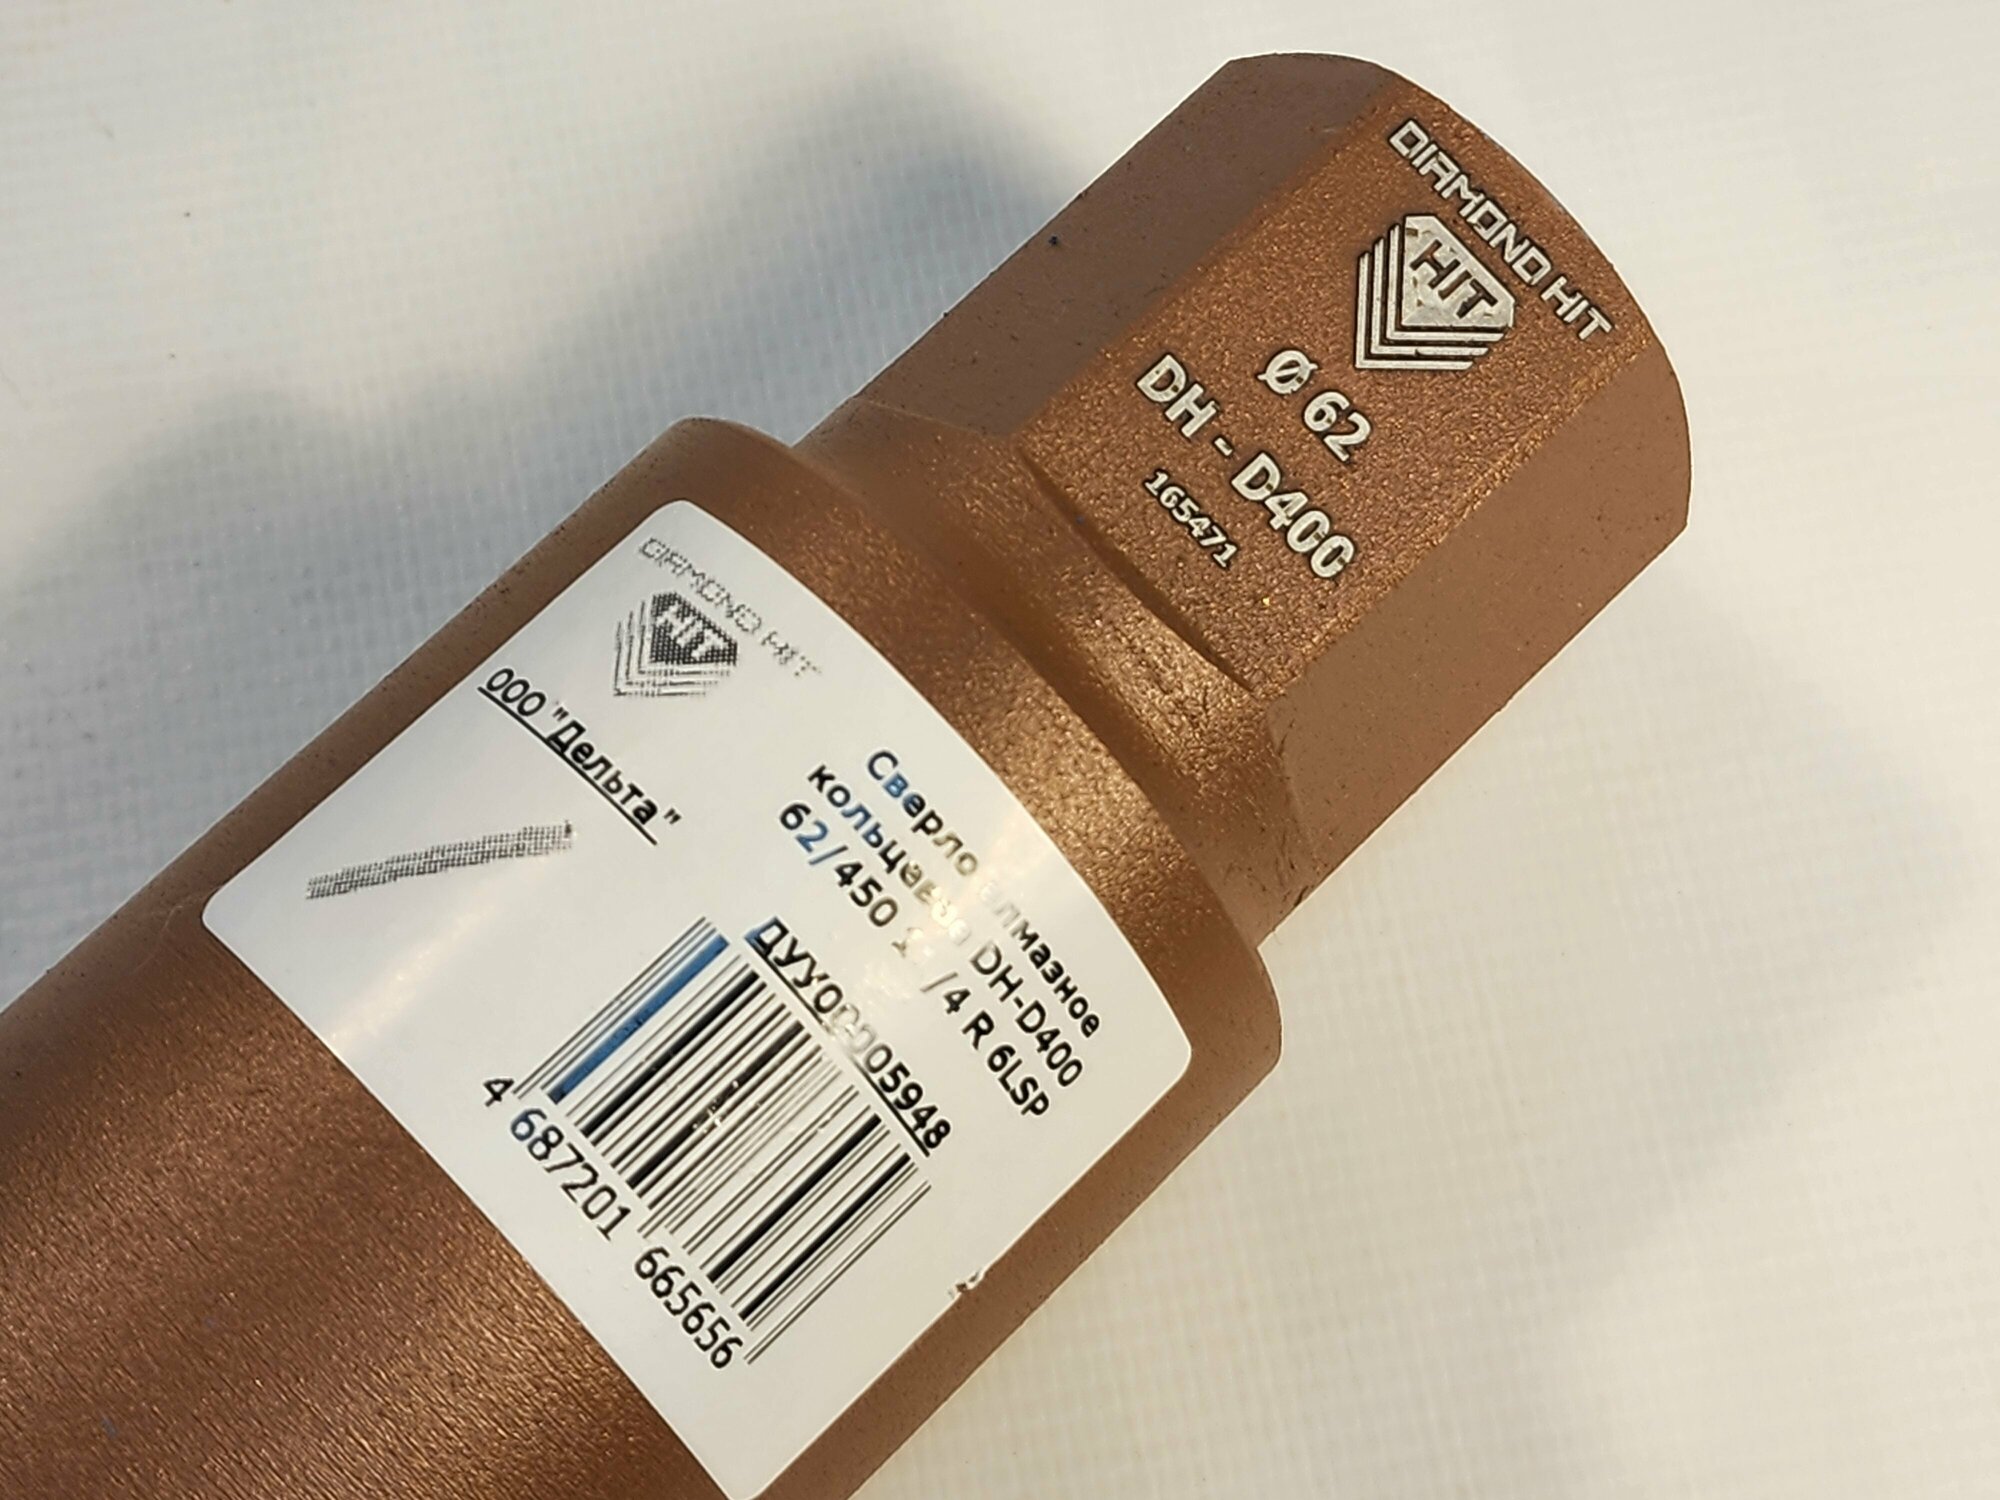 DIAMOND HIT
HIT
Ø 62
DH - D400
165471
DIAMOND HIT
HIT
ООО "Дельта"
Сверло алмазное
кольцевое DH-D400
62/450 /4 R 6LSP
ДУУ00005948
4 687201 665656